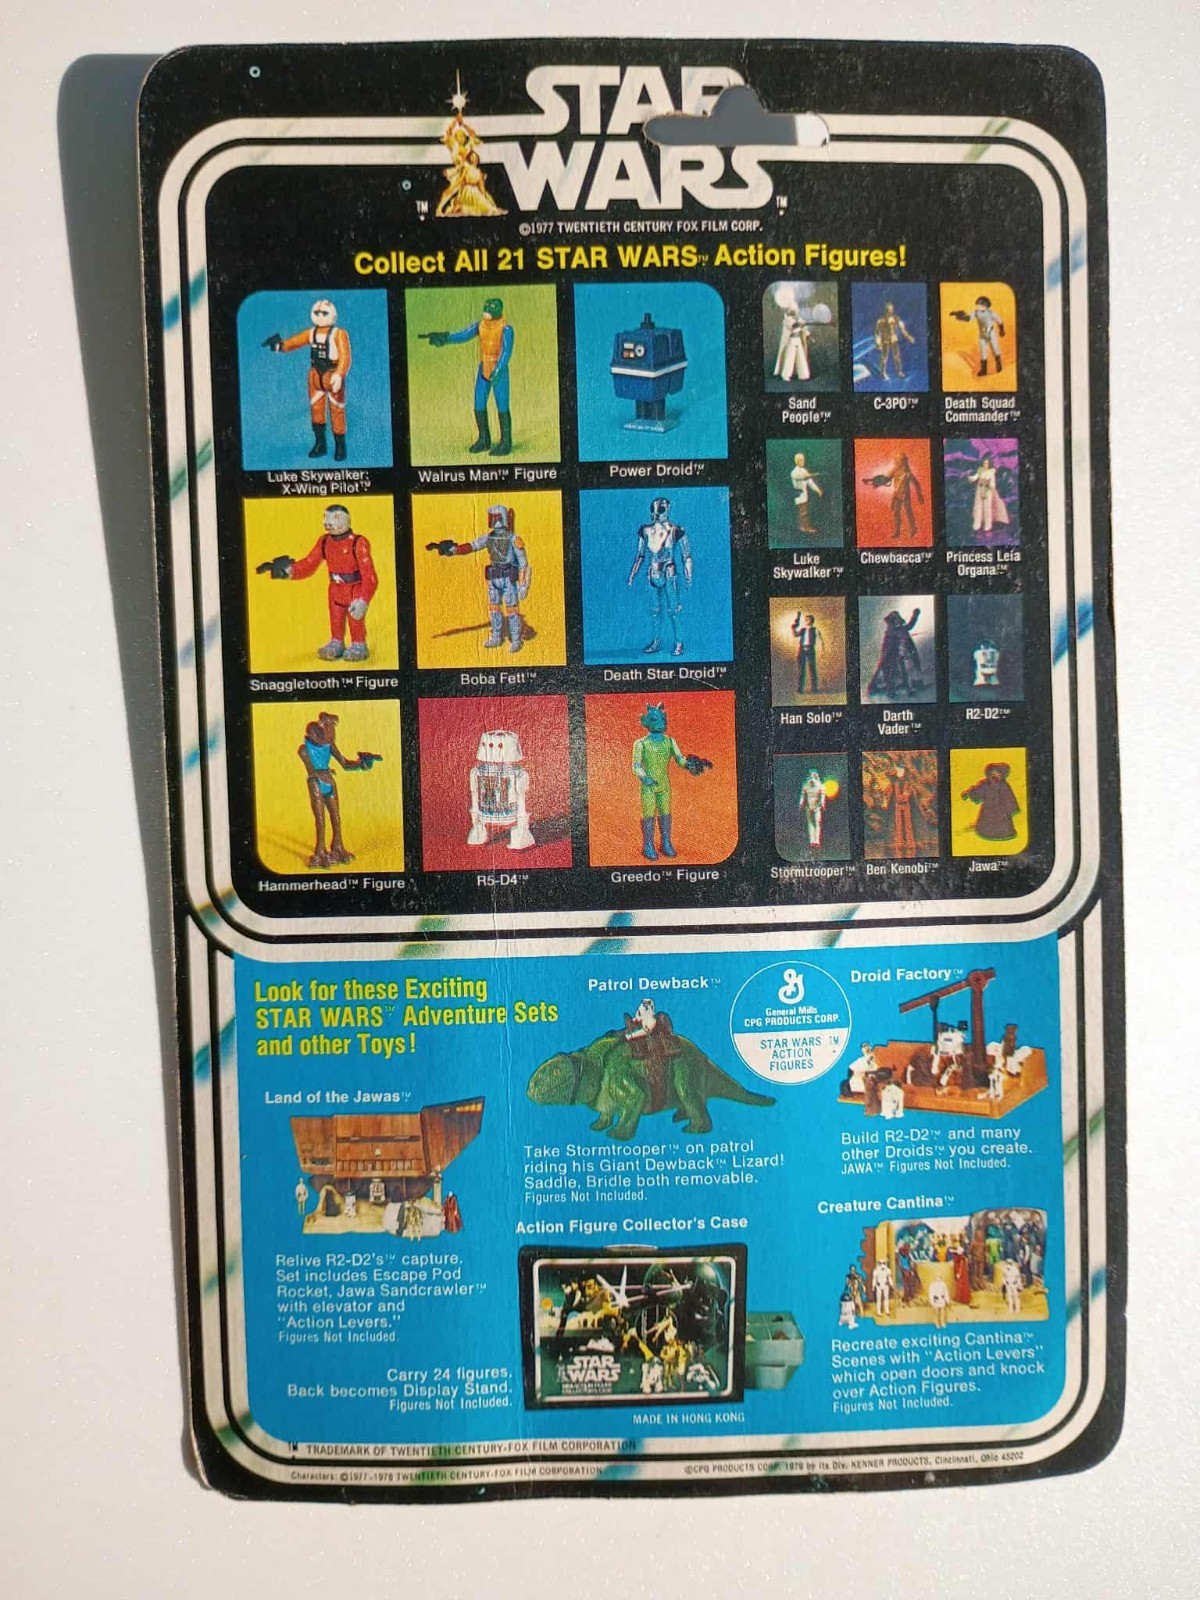 STAR
WARS
TM
TM
©1977 TWENTIETH CENTURY FOX FILM CORP.
Collect All 21 STAR WARS™ Action Figures!
Luke Skywalker:
X-Wing Pilot™
Walrus Man™ Figure
Power Droid™
Sand
People™
C-3PO™
Death Squad
Commander™
Luke
Skywalker™
Chewbacca™
Princess Leia
Organa™
Snaggletooth™ Figure
Boba Fett™
Death Star Droid™
Han Solo™
Darth
Vader™
R2-D2™
Hammerhead™ Figure
R5-D4™
Greedo™ Figure
Stormtrooper™
Ben Kenobi™
Jawa™
Look for these Exciting
STAR WARS™ Adventure Sets
and other Toys!
Land of the Jawas™
Relive R2-D2's™ capture.
Set includes Escape Pod
Rocket, Jawa Sandcrawler™
with elevator and
"Action Levers."
Figures Not Included.
Patrol Dewback™
Take Stormtrooper™ on patrol
riding his Giant Dewback™ Lizard!
Saddle, Bridle both removable.
Figures Not Included.
General Mills
CPG PRODUCTS CORP.
STAR WARS TM
ACTION
FIGURES
Droid Factory™
Build R2-D2™ and many
other Droids™ you create.
JAWA™ Figures Not Included.
Action Figure Collector's Case
STAR
WARS
Carry 24 figures.
Back becomes Display Stand.
Figures Not Included.
MADE IN HONG KONG
Creature Cantina™
Recreate exciting Cantina™
Scenes with "Action Levers"
which open doors and knock
over Action Figures.
Figures Not Included.
TM TRADEMARK OF TWENTIETH CENTURY-FOX FILM CORPORATION
Characters: ©1977-1978 TWENTIETH CENTURY-FOX FILM CORPORATION
©CPG PRODUCTS CORP. 1979 by its Div. KENNER PRODUCTS, Cincinnati, Ohio 45202